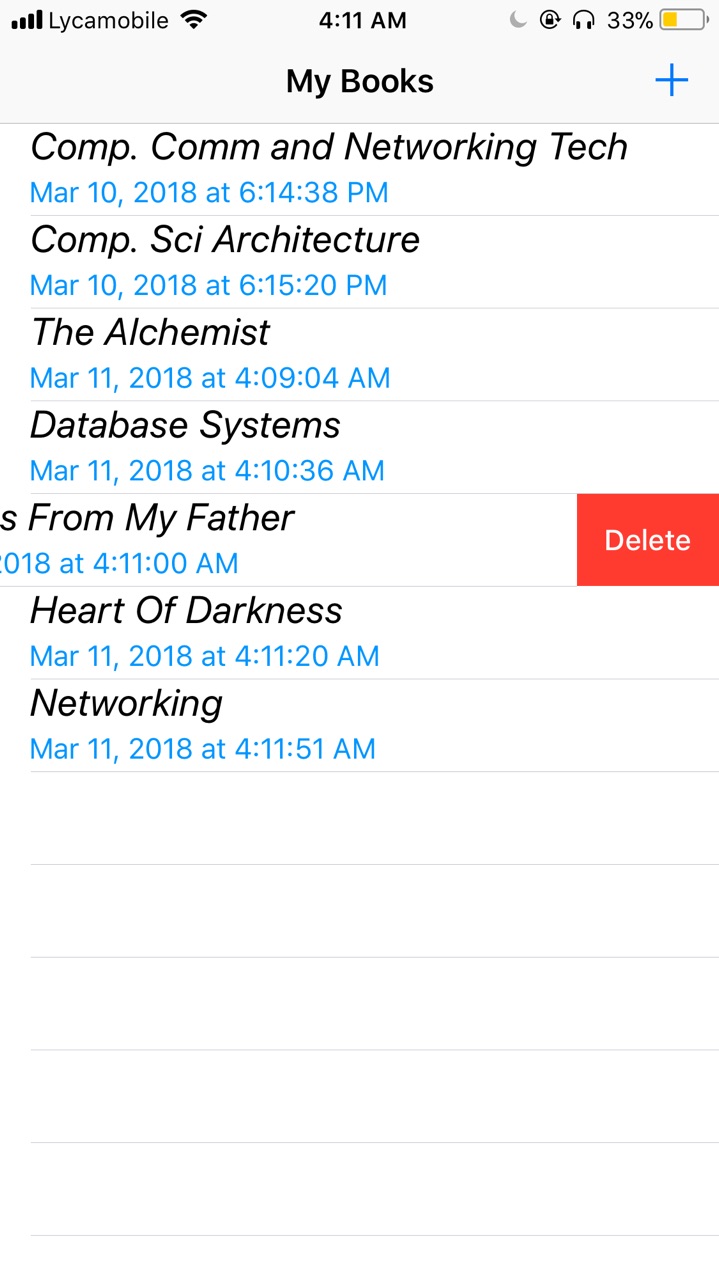 Lycamobile 4:11 AM 33%
My Books +
Comp. Comm and Networking Tech
Mar 10, 2018 at 6:14:38 PM
Comp. Sci Architecture
Mar 10, 2018 at 6:15:20 PM
The Alchemist
Mar 11, 2018 at 4:09:04 AM
Database Systems
Mar 11, 2018 at 4:10:36 AM
s From My Father
2018 at 4:11:00 AM
Delete
Heart Of Darkness
Mar 11, 2018 at 4:11:20 AM
Networking
Mar 11, 2018 at 4:11:51 AM